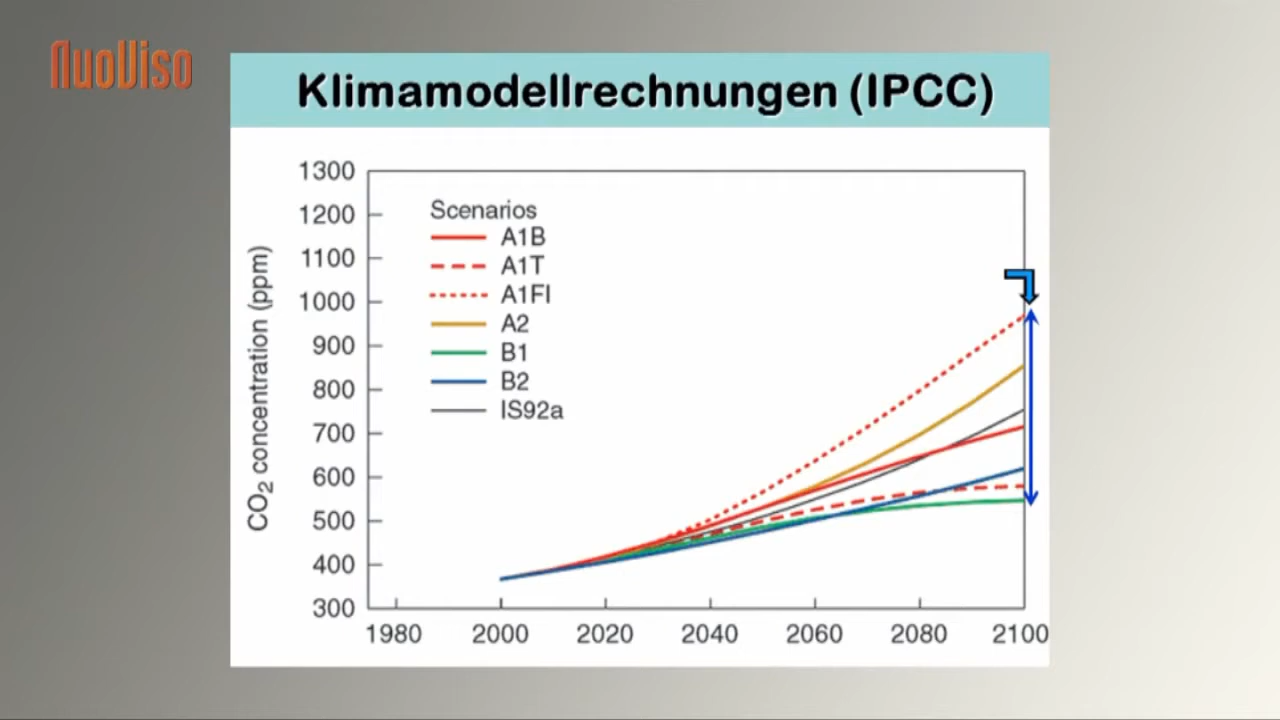 NuoViso
Klimamodellrechnungen (IPCC)
1300
1200
1100
1000
900
800
700
600
500
400
300
CO2 concentration (ppm)
Scenarios
A1B
A1T
A1FI
A2
B1
B2
IS92a
1980 2000 2020 2040 2060 2080 2100